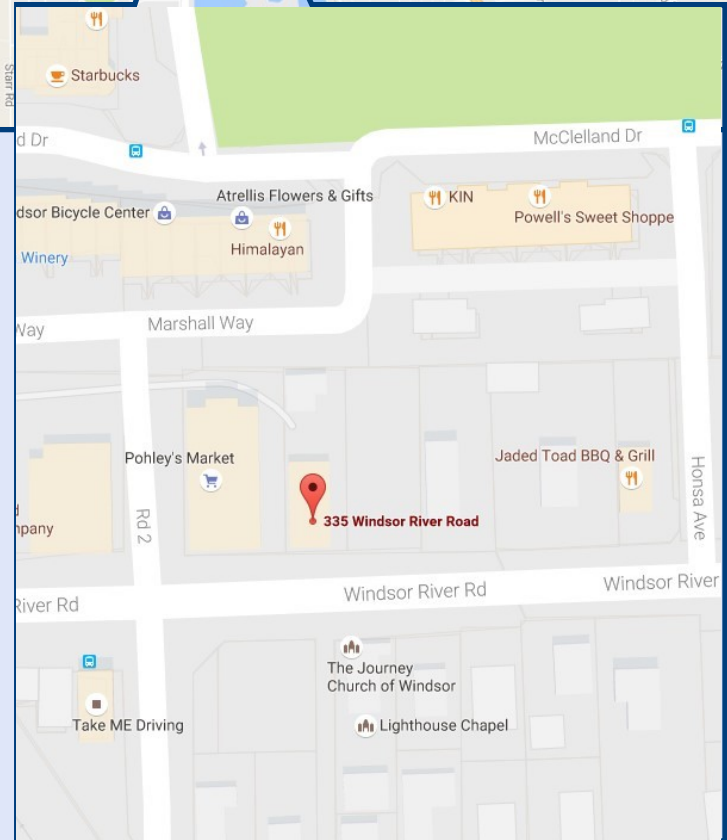 Starbucks
Starr Rd
d Dr
McClelland Dr
Atrellis Flowers & Gifts
KIN
dsor Bicycle Center
Powell's Sweet Shoppe
Himalayan
Winery
Way
Marshall Way
Pohley's Market
Jaded Toad BBQ & Grill
Honsa Ave
Rd 2
335 Windsor River Road
mpany
River Rd
Windsor River Rd
Windsor River
The Journey
Church of Windsor
Take ME Driving
Lighthouse Chapel